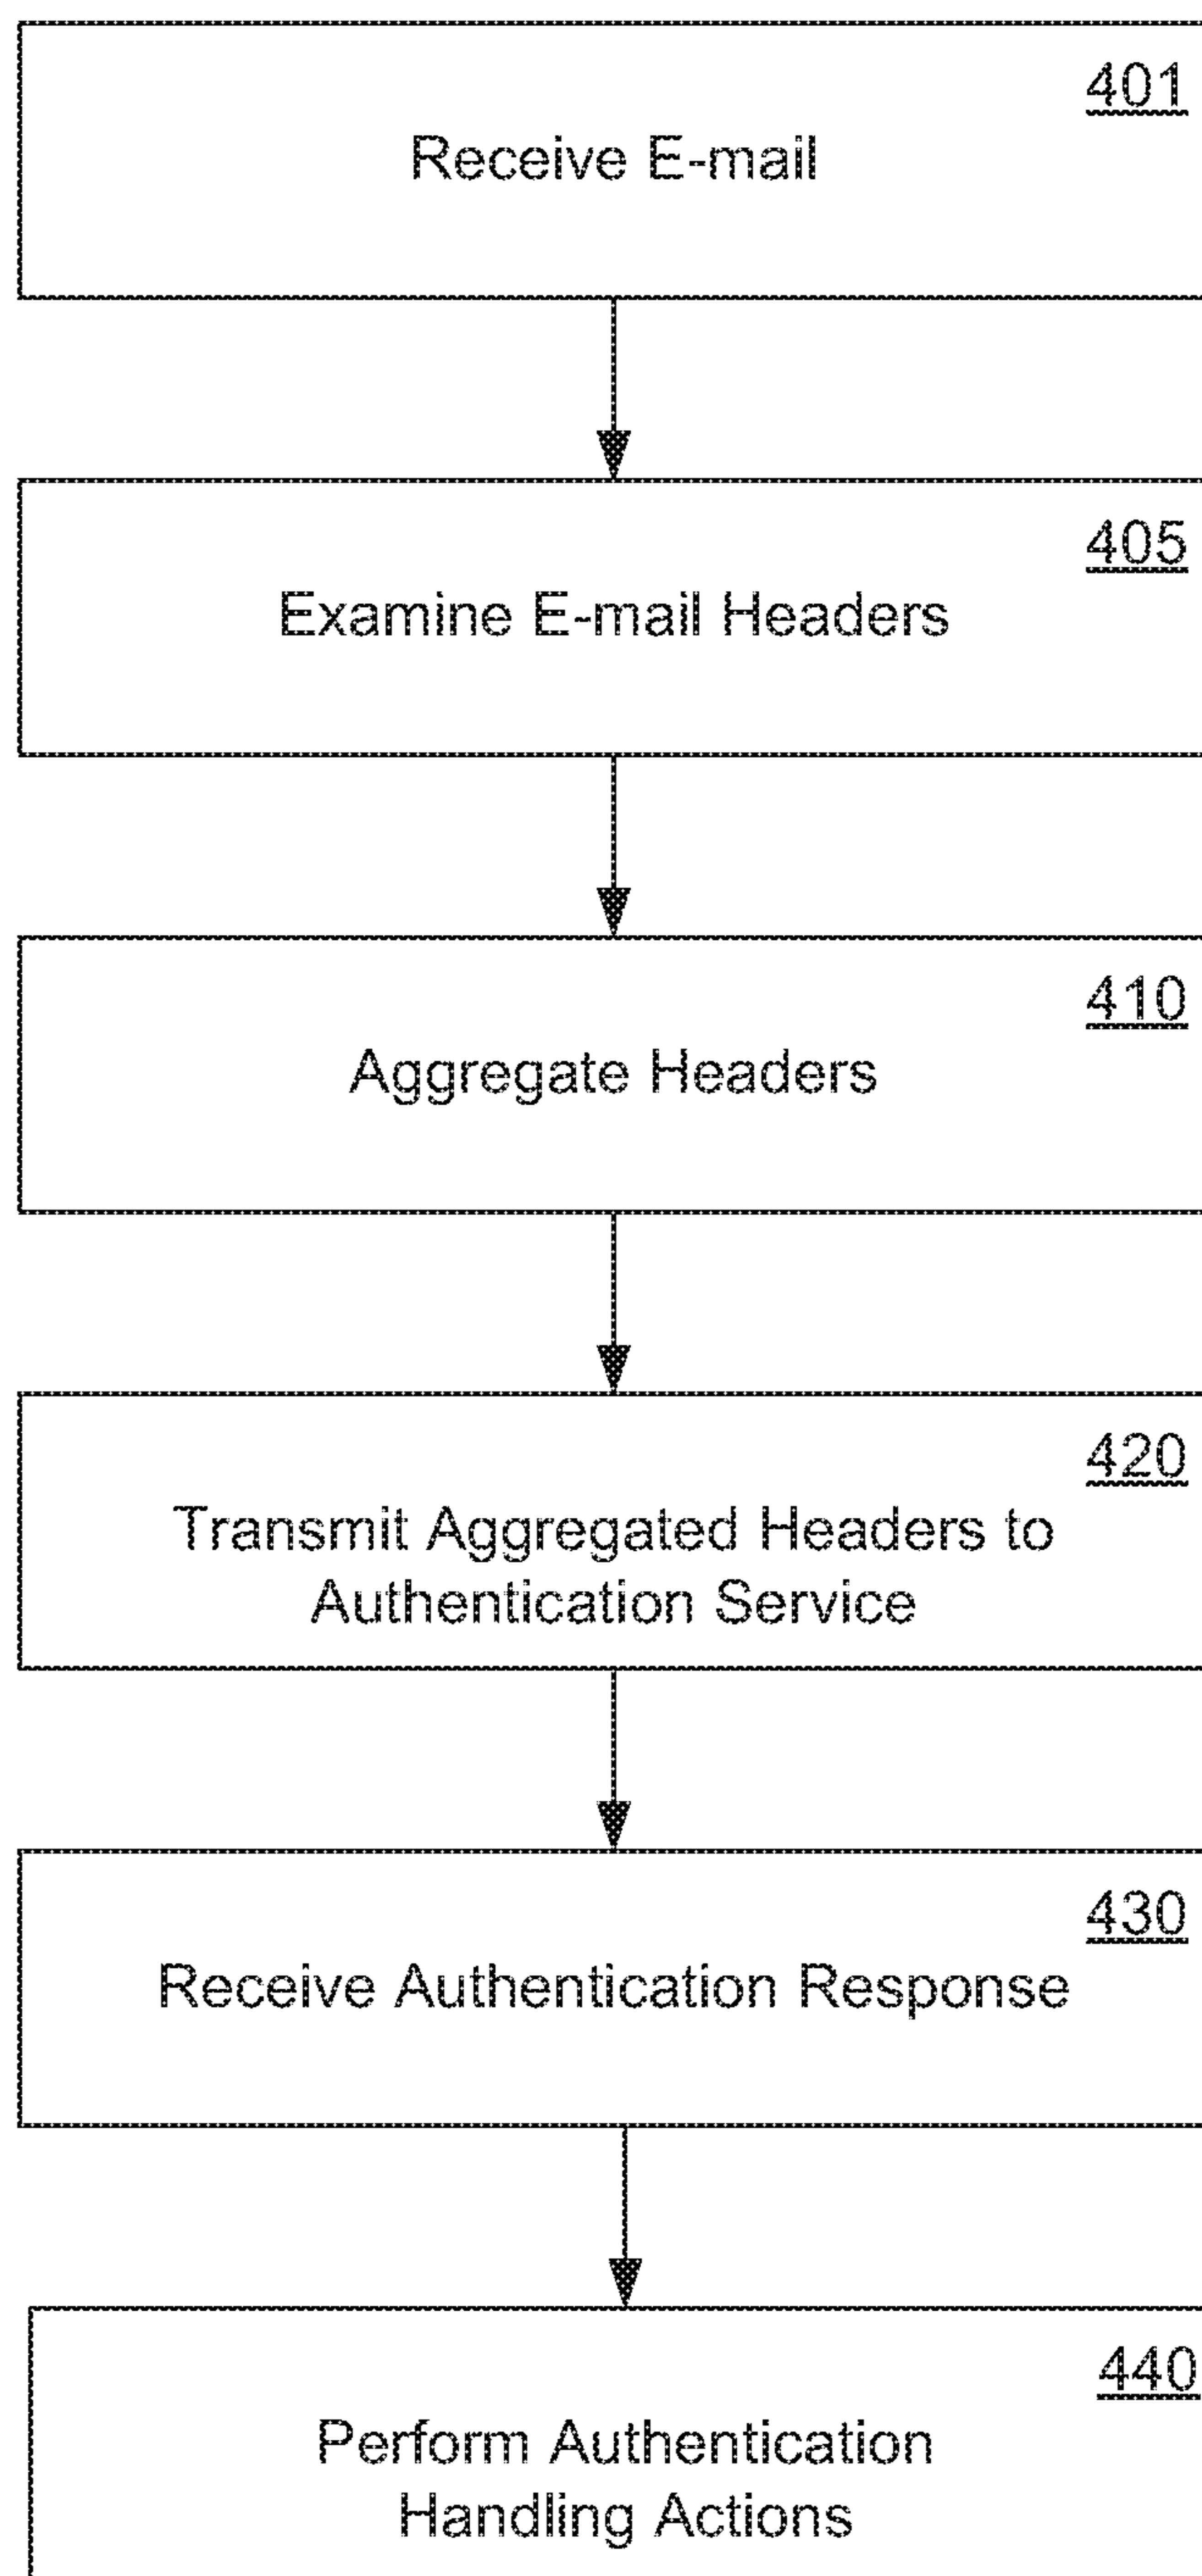 401
Receive E-mail
405
Examine E-mail Headers
410
Aggregate Headers
420
Transmit Aggregated Headers to
Authentication Service
430
Receive Authentication Response
440
Perform Authentication
Handling Actions